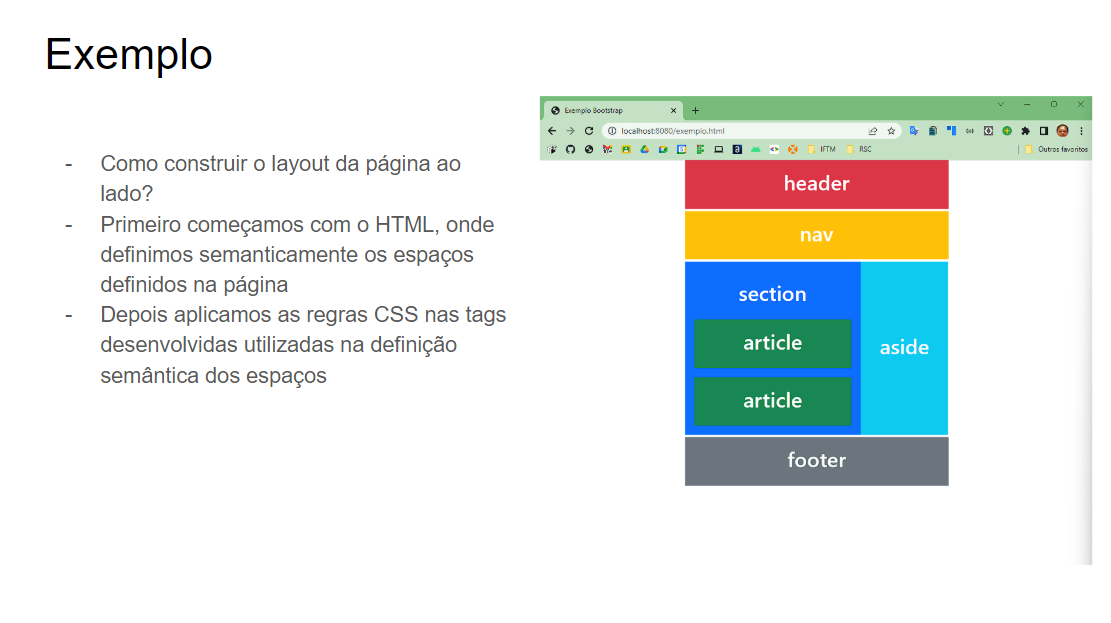 Exemplo
- Como construir o layout da página ao
lado?
- Primeiro começamos com o HTML, onde
definimos semanticamente os espaços
definidos na página
- Depois aplicamos as regras CSS nas tags
desenvolvidas utilizadas na definição
semântica dos espaços
Exemplo Bootstrap
localhost:8080/exemplo.html
IFTM RSC Outros favoritos
header
nav
section
article
aside
article
footer